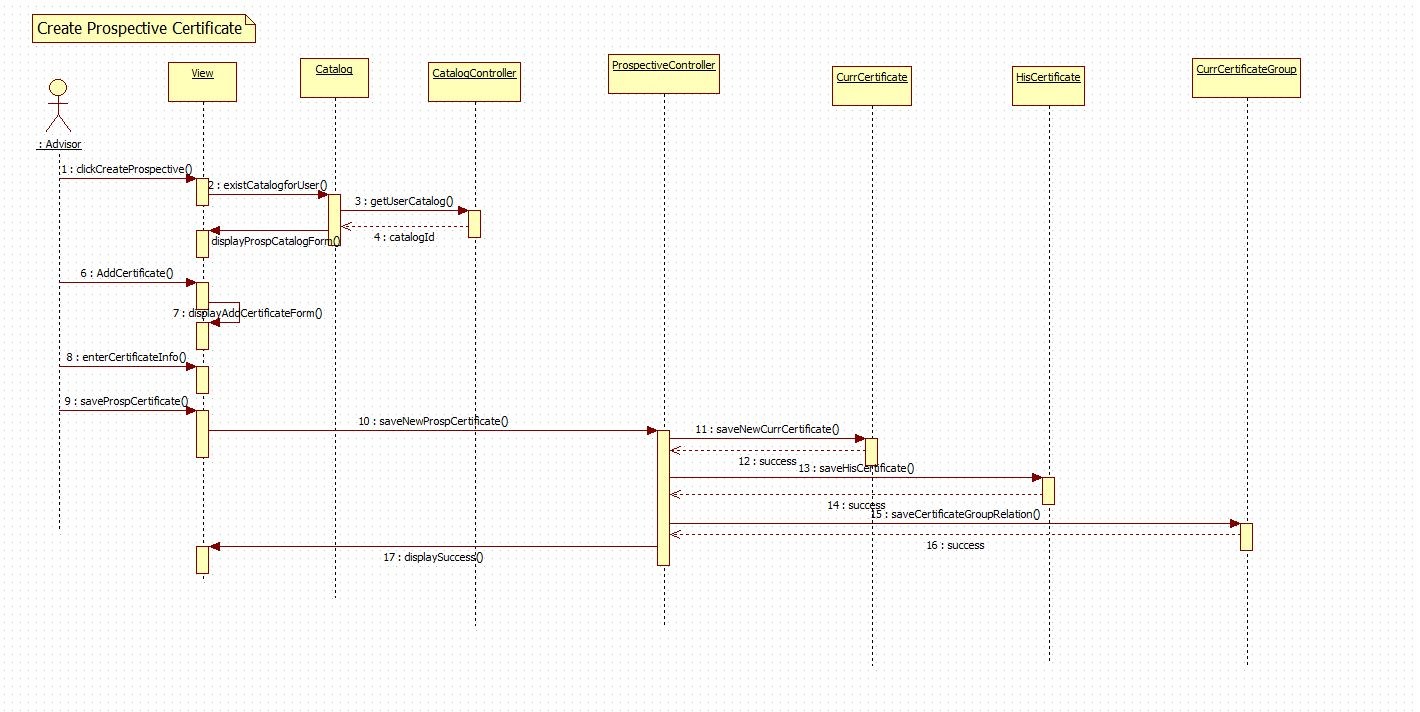 Create Prospective Certificate
View
Catalog
CatalogController
ProspectiveController
CurrCertificate
HisCertificate
CurrCertificateGroup
: Advisor
1 : clickCreateProspective()
2 : existCatalogforUser()
3 : getUserCatalog()
4 : catalogId
displayProspCatalogForm()
6 : AddCertificate()
7 : displayAddCertificateForm()
8 : enterCertificateInfo()
9 : saveProspCertificate()
10 : saveNewProspCertificate()
11 : saveNewCurrCertificate()
12 : success
13 : saveHisCertificate()
14 : success
15 : saveCertificateGroupRelation()
16 : success
17 : displaySuccess()